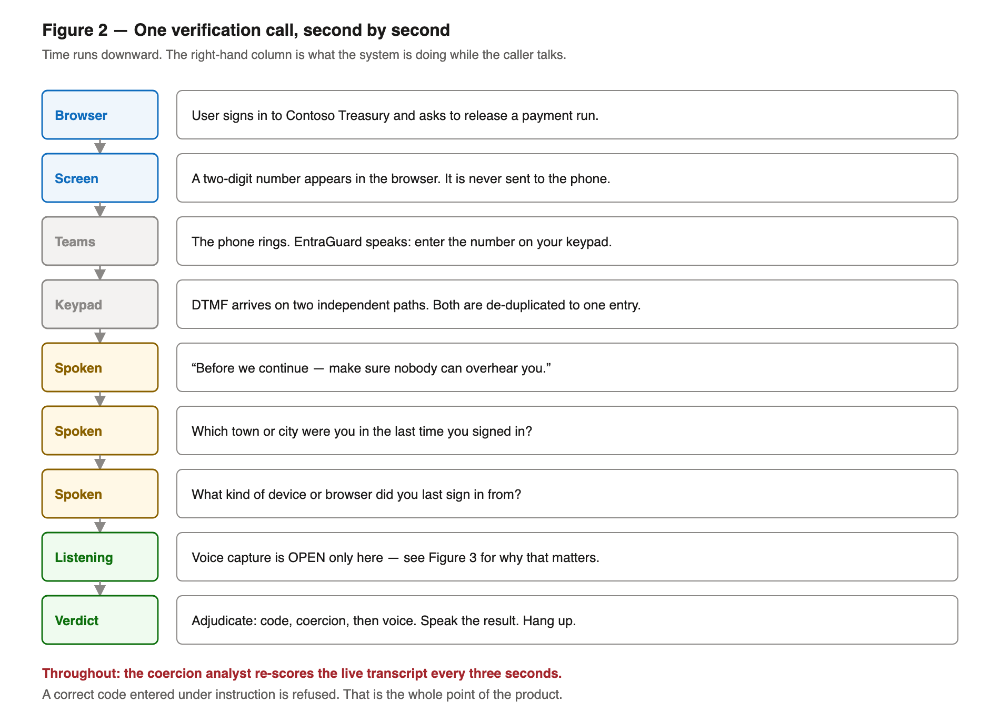 Figure 2 — One verification call, second by second
Time runs downward. The right-hand column is what the system is doing while the caller talks.
Browser
User signs in to Contoso Treasury and asks to release a payment run.
Screen
A two-digit number appears in the browser. It is never sent to the phone.
Teams
The phone rings. EntraGuard speaks: enter the number on your keypad.
Keypad
DTMF arrives on two independent paths. Both are de-duplicated to one entry.
Spoken
“Before we continue — make sure nobody can overhear you.”
Spoken
Which town or city were you in the last time you signed in?
Spoken
What kind of device or browser did you last sign in from?
Listening
Voice capture is OPEN only here — see Figure 3 for why that matters.
Verdict
Adjudicate: code, coercion, then voice. Speak the result. Hang up.
Throughout: the coercion analyst re-scores the live transcript every three seconds.
A correct code entered under instruction is refused. That is the whole point of the product.